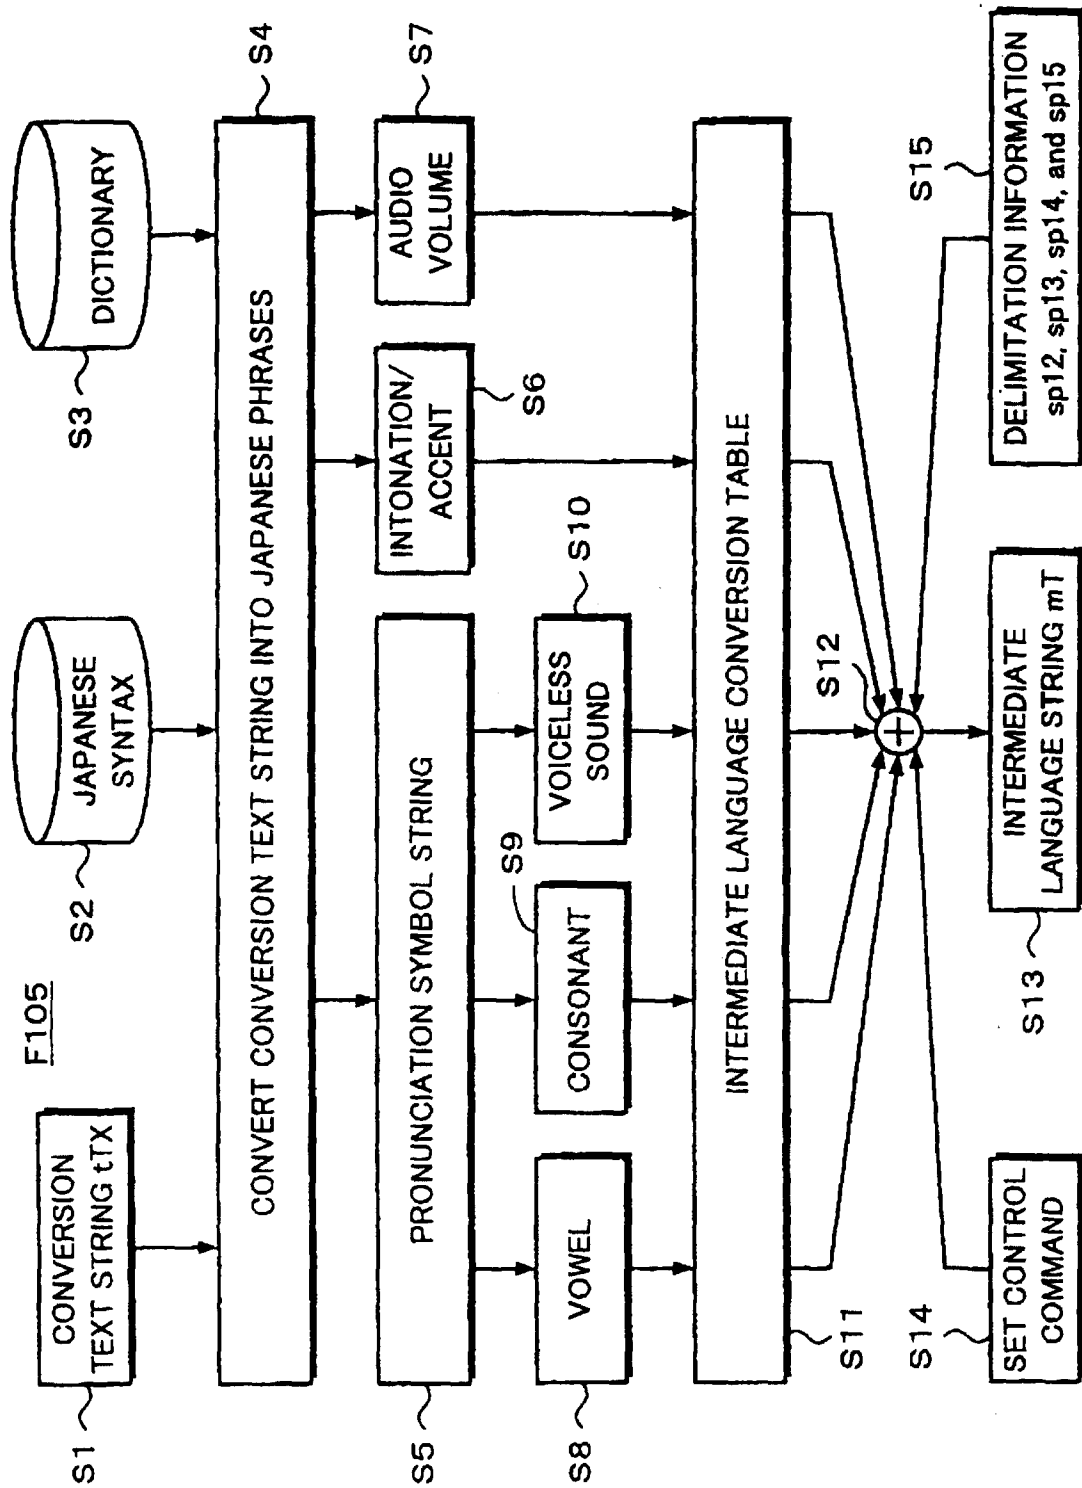 F105
S1
CONVERSION
TEXT STRING tTX
S2
JAPANESE
SYNTAX
S3
DICTIONARY
S4
CONVERT CONVERSION TEXT STRING INTO JAPANESE PHRASES
S5
PRONUNCIATION SYMBOL STRING
INTONATION/
ACCENT
S6
AUDIO
VOLUME
S7
S8
VOWEL
S9
CONSONANT
VOICELESS
SOUND
S10
INTERMEDIATE LANGUAGE CONVERSION TABLE
S11
S12
S14
SET CONTROL
COMMAND
S13
INTERMEDIATE
LANGUAGE STRING mT
S15
DELIMITATION INFORMATION
sp12, sp13, sp14, and sp15